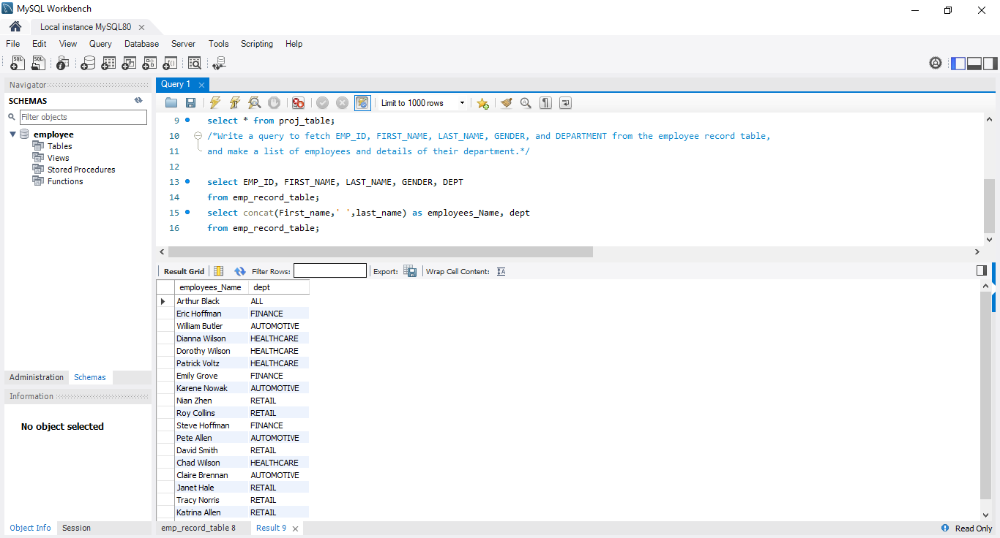 MySQL Workbench
Local instance MySQL80
File Edit View Query Database Server Tools Scripting Help
Navigator
SCHEMAS
Filter objects
employee
Tables
Views
Stored Procedures
Functions
Administration Schemas
Information
No object selected
Object Info Session
Query 1
Limit to 1000 rows
9 select * from proj_table;
10 /*Write a query to fetch EMP_ID, FIRST_NAME, LAST_NAME, GENDER, and DEPARTMENT from the employee record table,
11 and make a list of employees and details of their department.*/
12
13 select EMP_ID, FIRST_NAME, LAST_NAME, GENDER, DEPT
14 from emp_record_table;
15 select concat(First_name,' ',last_name) as employees_Name, dept
16 from emp_record_table;
Result Grid Filter Rows: Export: Wrap Cell Content:
employees_Name dept
Arthur Black ALL
Eric Hoffman FINANCE
William Butler AUTOMOTIVE
Dianna Wilson HEALTHCARE
Dorothy Wilson HEALTHCARE
Patrick Voltz HEALTHCARE
Emily Grove FINANCE
Karene Nowak AUTOMOTIVE
Nian Zhen RETAIL
Roy Collins RETAIL
Steve Hoffman FINANCE
Pete Allen AUTOMOTIVE
David Smith RETAIL
Chad Wilson HEALTHCARE
Claire Brennan AUTOMOTIVE
Janet Hale RETAIL
Tracy Norris RETAIL
Katrina Allen RETAIL
emp_record_table 8 Result 9 Read Only